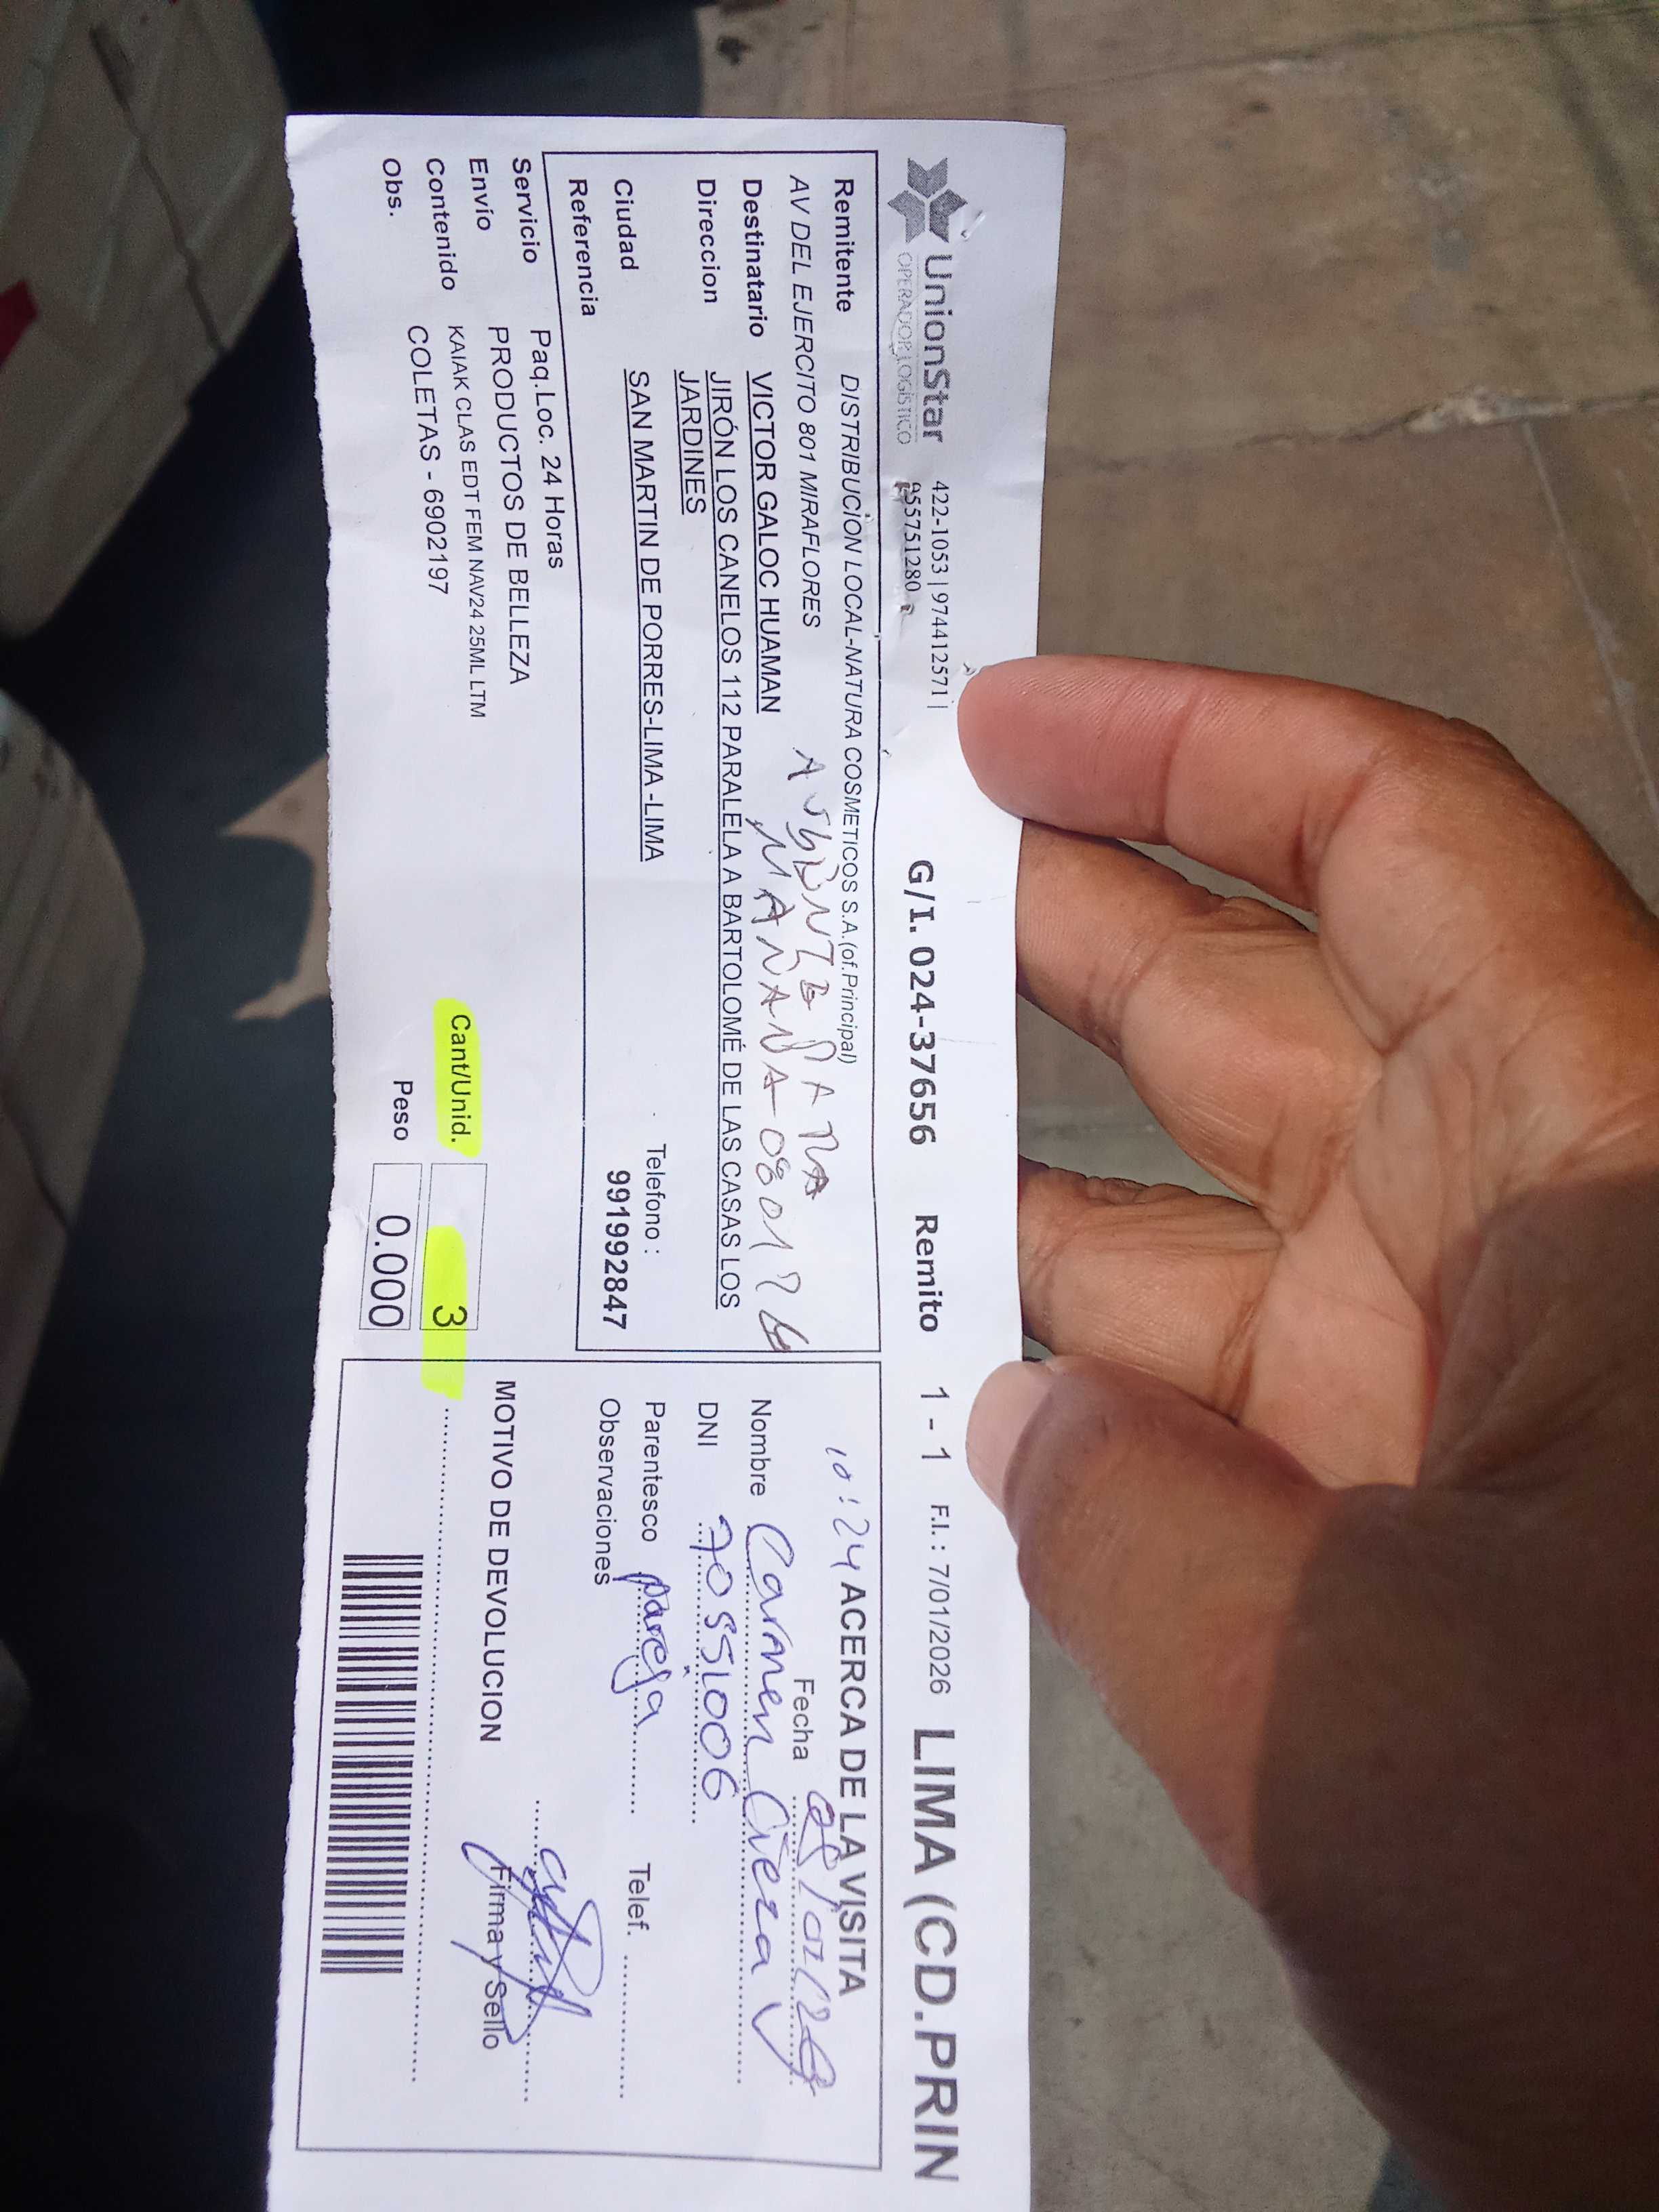 UnionStar
OPERADOR LOGÍSTICO
422-1053 | 974412571 |
955751280
G/I. 024-37656 Remito 1 - 1 F.I. : 7/01/2026 LIMA (CD.PRIN
Remitente DISTRIBUCION LOCAL-NATURA COSMETICOS S.A.(of.Principal)
AV DEL EJERCITO 801 MIRAFLORES
AUSENTE PARA
MAÑANA 080126
Destinatario VICTOR GALOC HUAMAN
Direccion JIRÓN LOS CANELOS 112 PARALELA A BARTOLOMÉ DE LAS CASAS LOS
JARDINES
Ciudad SAN MARTIN DE PORRES-LIMA -LIMA
Telefono :
Referencia 991992847
Servicio Paq.Loc. 24 Horas
Envío PRODUCTOS DE BELLEZA
Contenido KAIAK CLAS EDT FEM NAV24 25ML LTM
Obs. COLETAS - 6902197
Cant/Unid. 3
Peso 0.000
10:24 ACERCA DE LA VISITA
Fecha
Nombre Carmen Cieza V
DNI 70551006
Parentesco pareja Telef.
Observaciones
Firma y Sello
MOTIVO DE DEVOLUCION